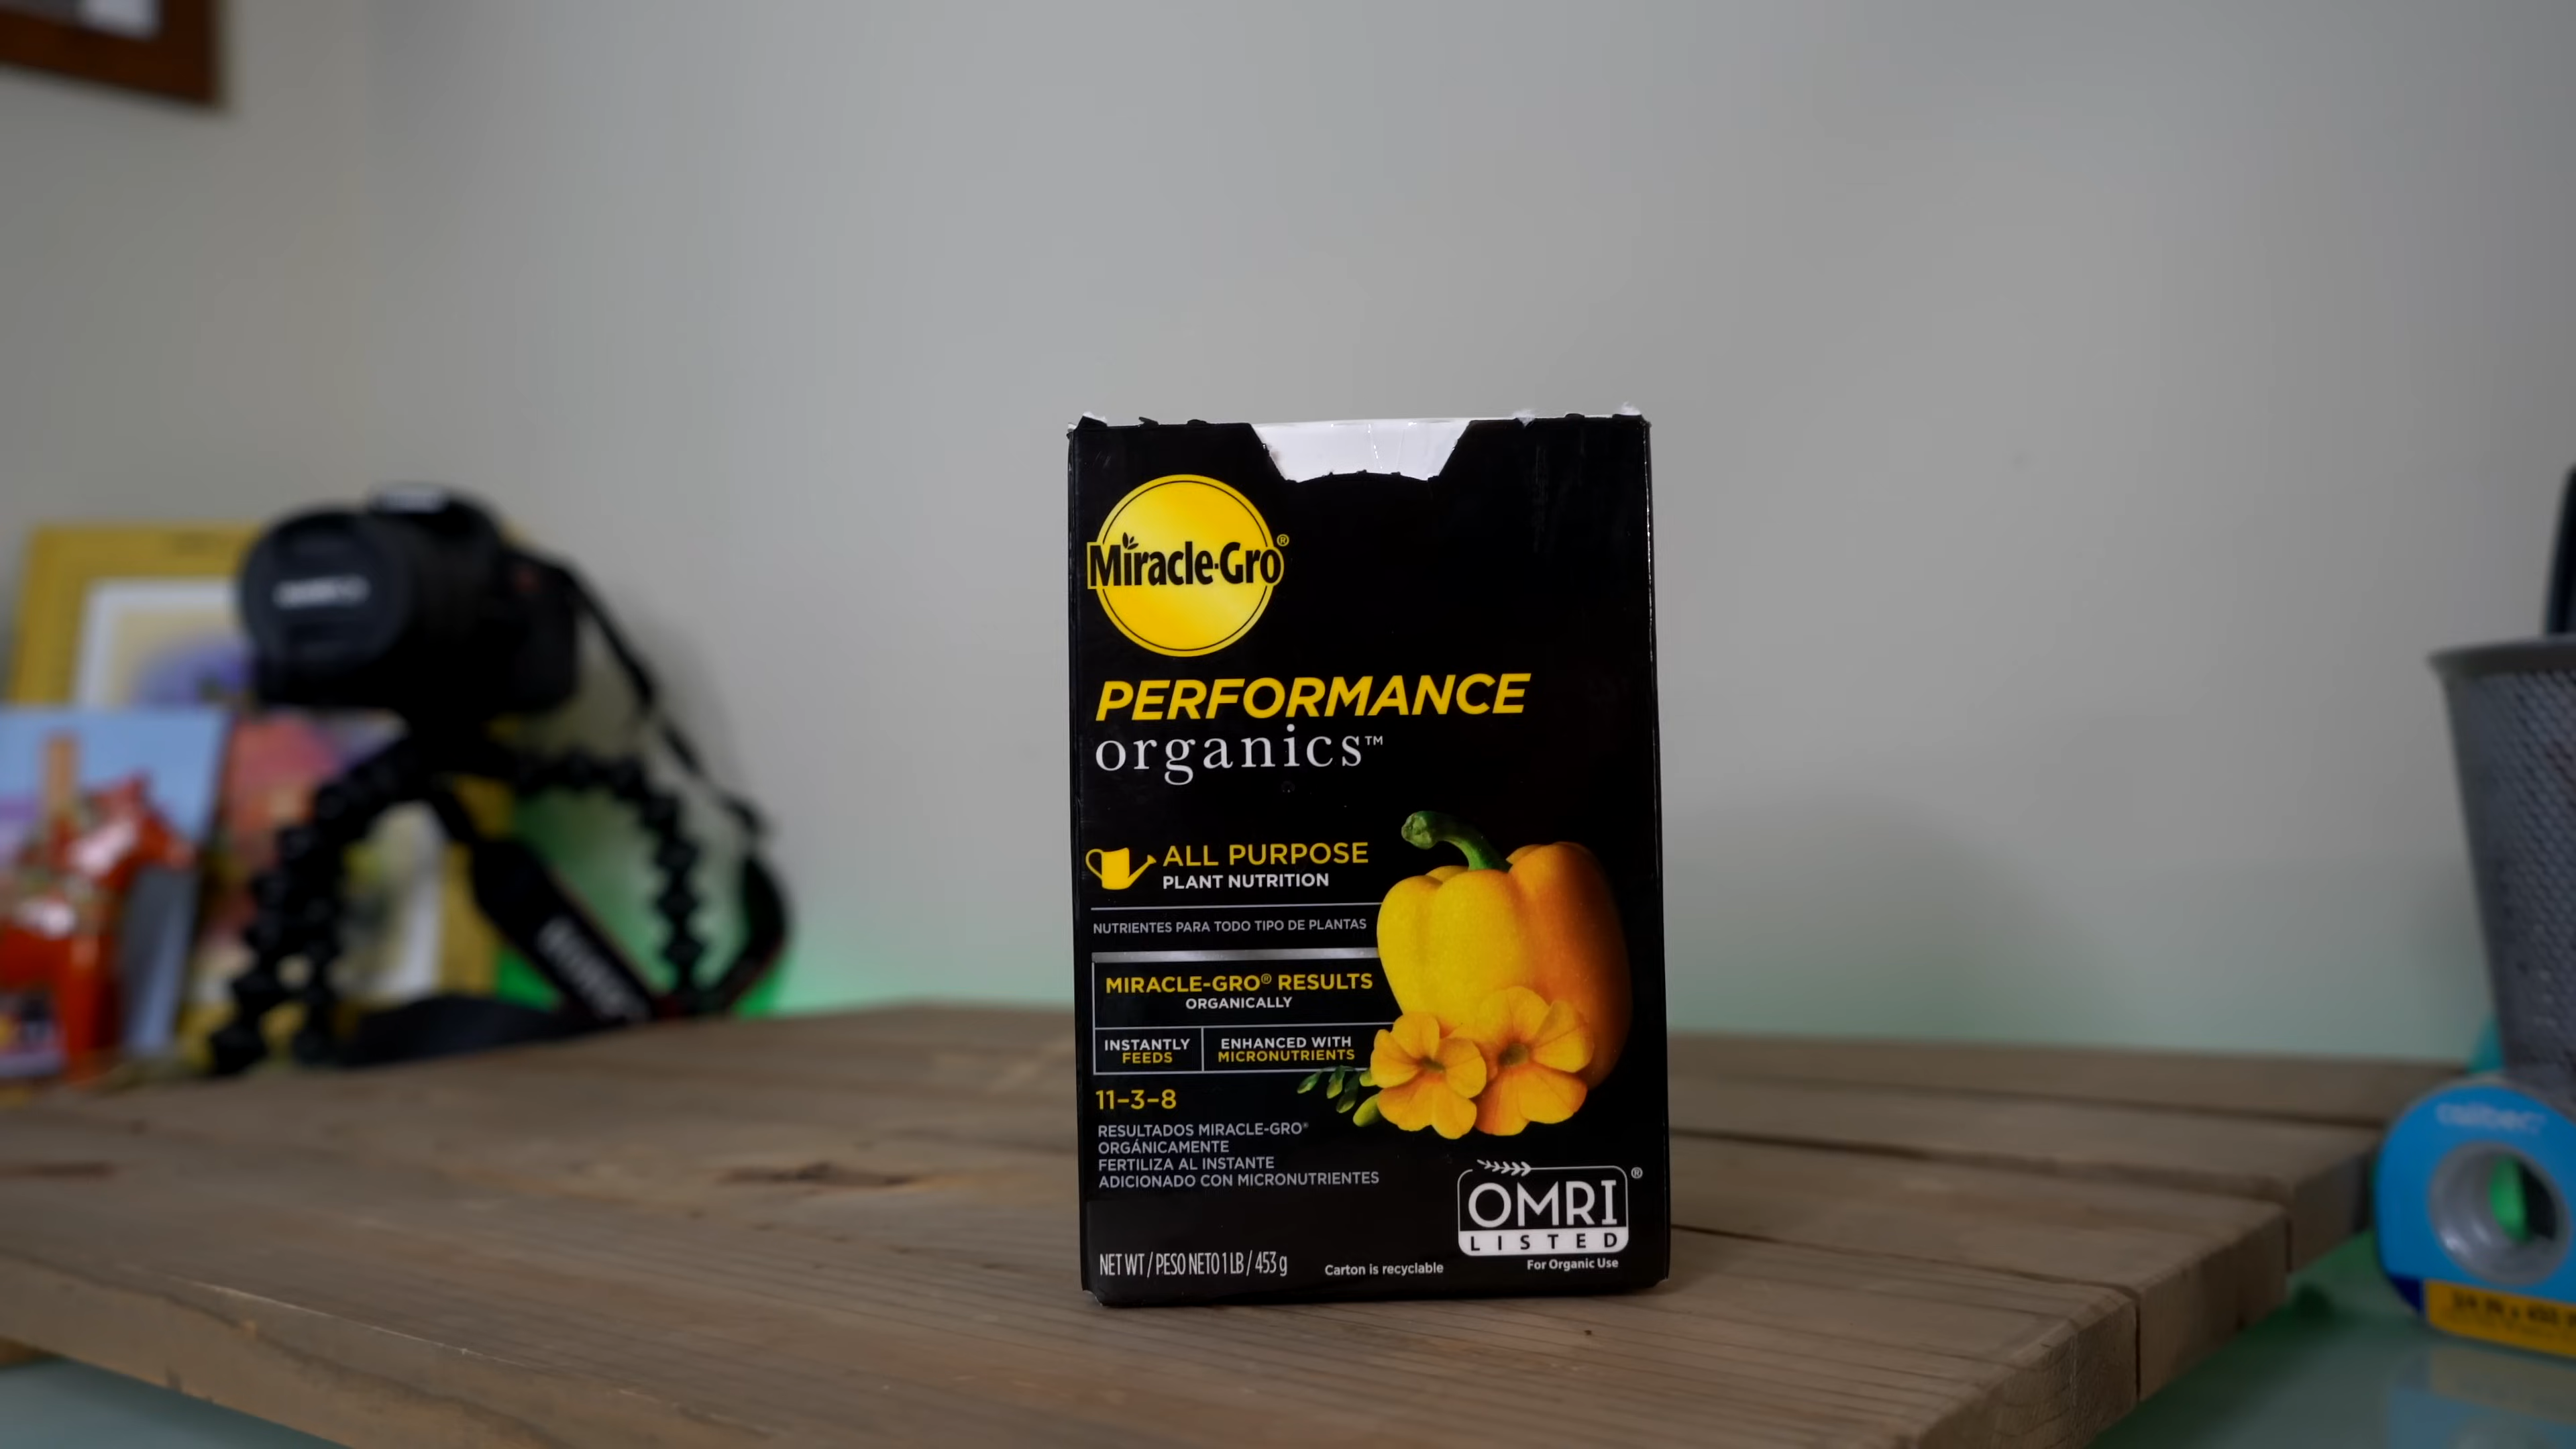 Miracle-Gro®
PERFORMANCE
organics™
ALL PURPOSE
PLANT NUTRITION
NUTRIENTES PARA TODO TIPO DE PLANTAS
MIRACLE-GRO® RESULTS
ORGANICALLY
INSTANTLY
FEEDS
ENHANCED WITH
MICRONUTRIENTS
11-3-8
RESULTADOS MIRACLE-GRO®
ORGÁNICAMENTE
FERTILIZA AL INSTANTE
ADICIONADO CON MICRONUTRIENTES
OMRI®
LISTED
For Organic Use
NET WT / PESO NETO 1 LB / 453 g
Carton is recyclable